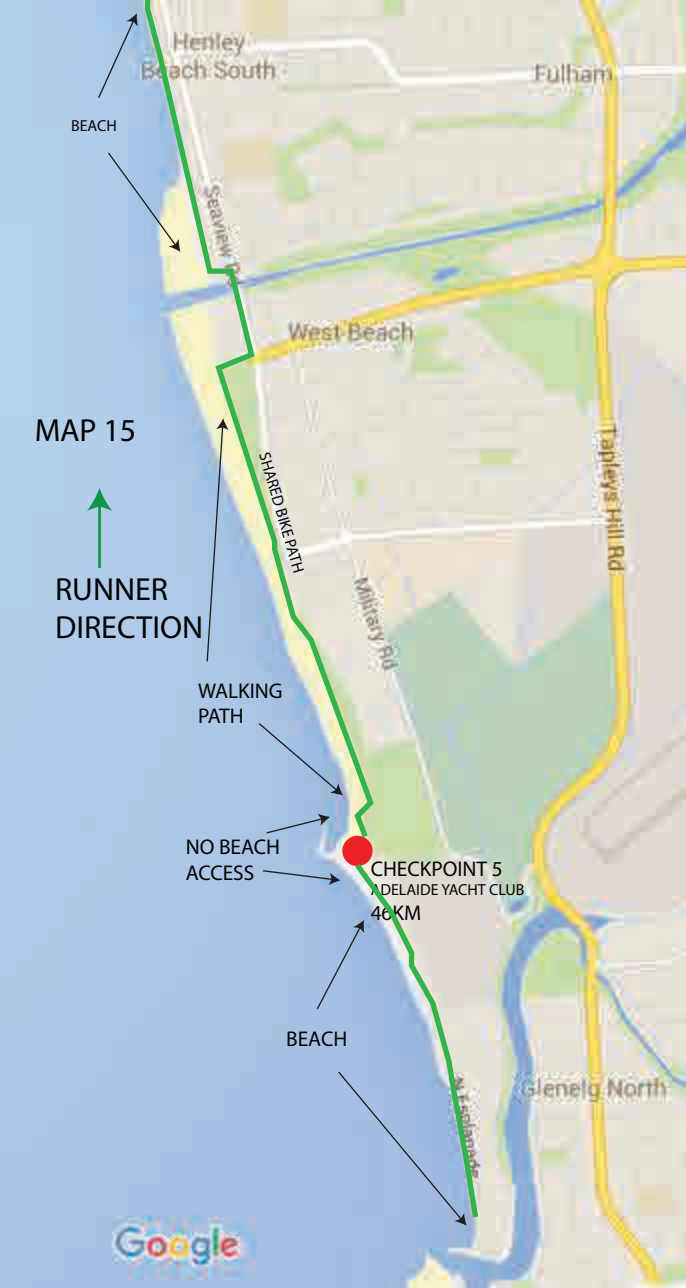 Henley
Beach South
Fulham
BEACH
Seaview
West Beach
MAP 15
SHARED BIKE PATH
Tapleys Hill Rd
RUNNER
DIRECTION
Military Rd
WALKING
PATH
NO BEACH
ACCESS
CHECKPOINT 5
ADELAIDE YACHT CLUB
46KM
BEACH
N Esplanade
Glenelg North
Google